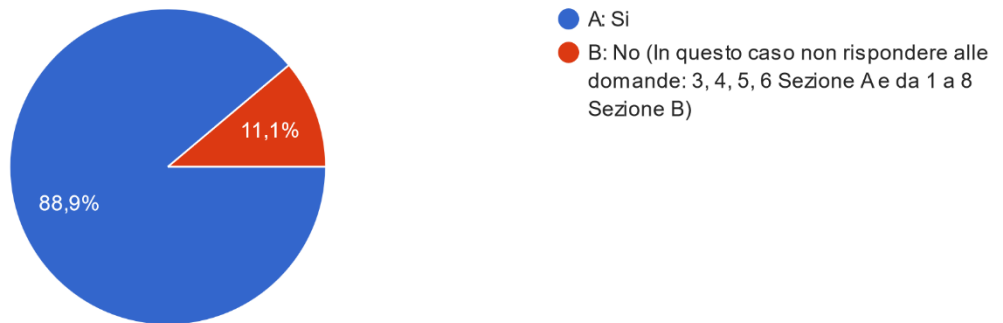 A: Si
B: No (In questo caso non rispondere alle
domande: 3, 4, 5, 6 Sezione A e da 1 a 8
Sezione B)
11,1%
88,9%